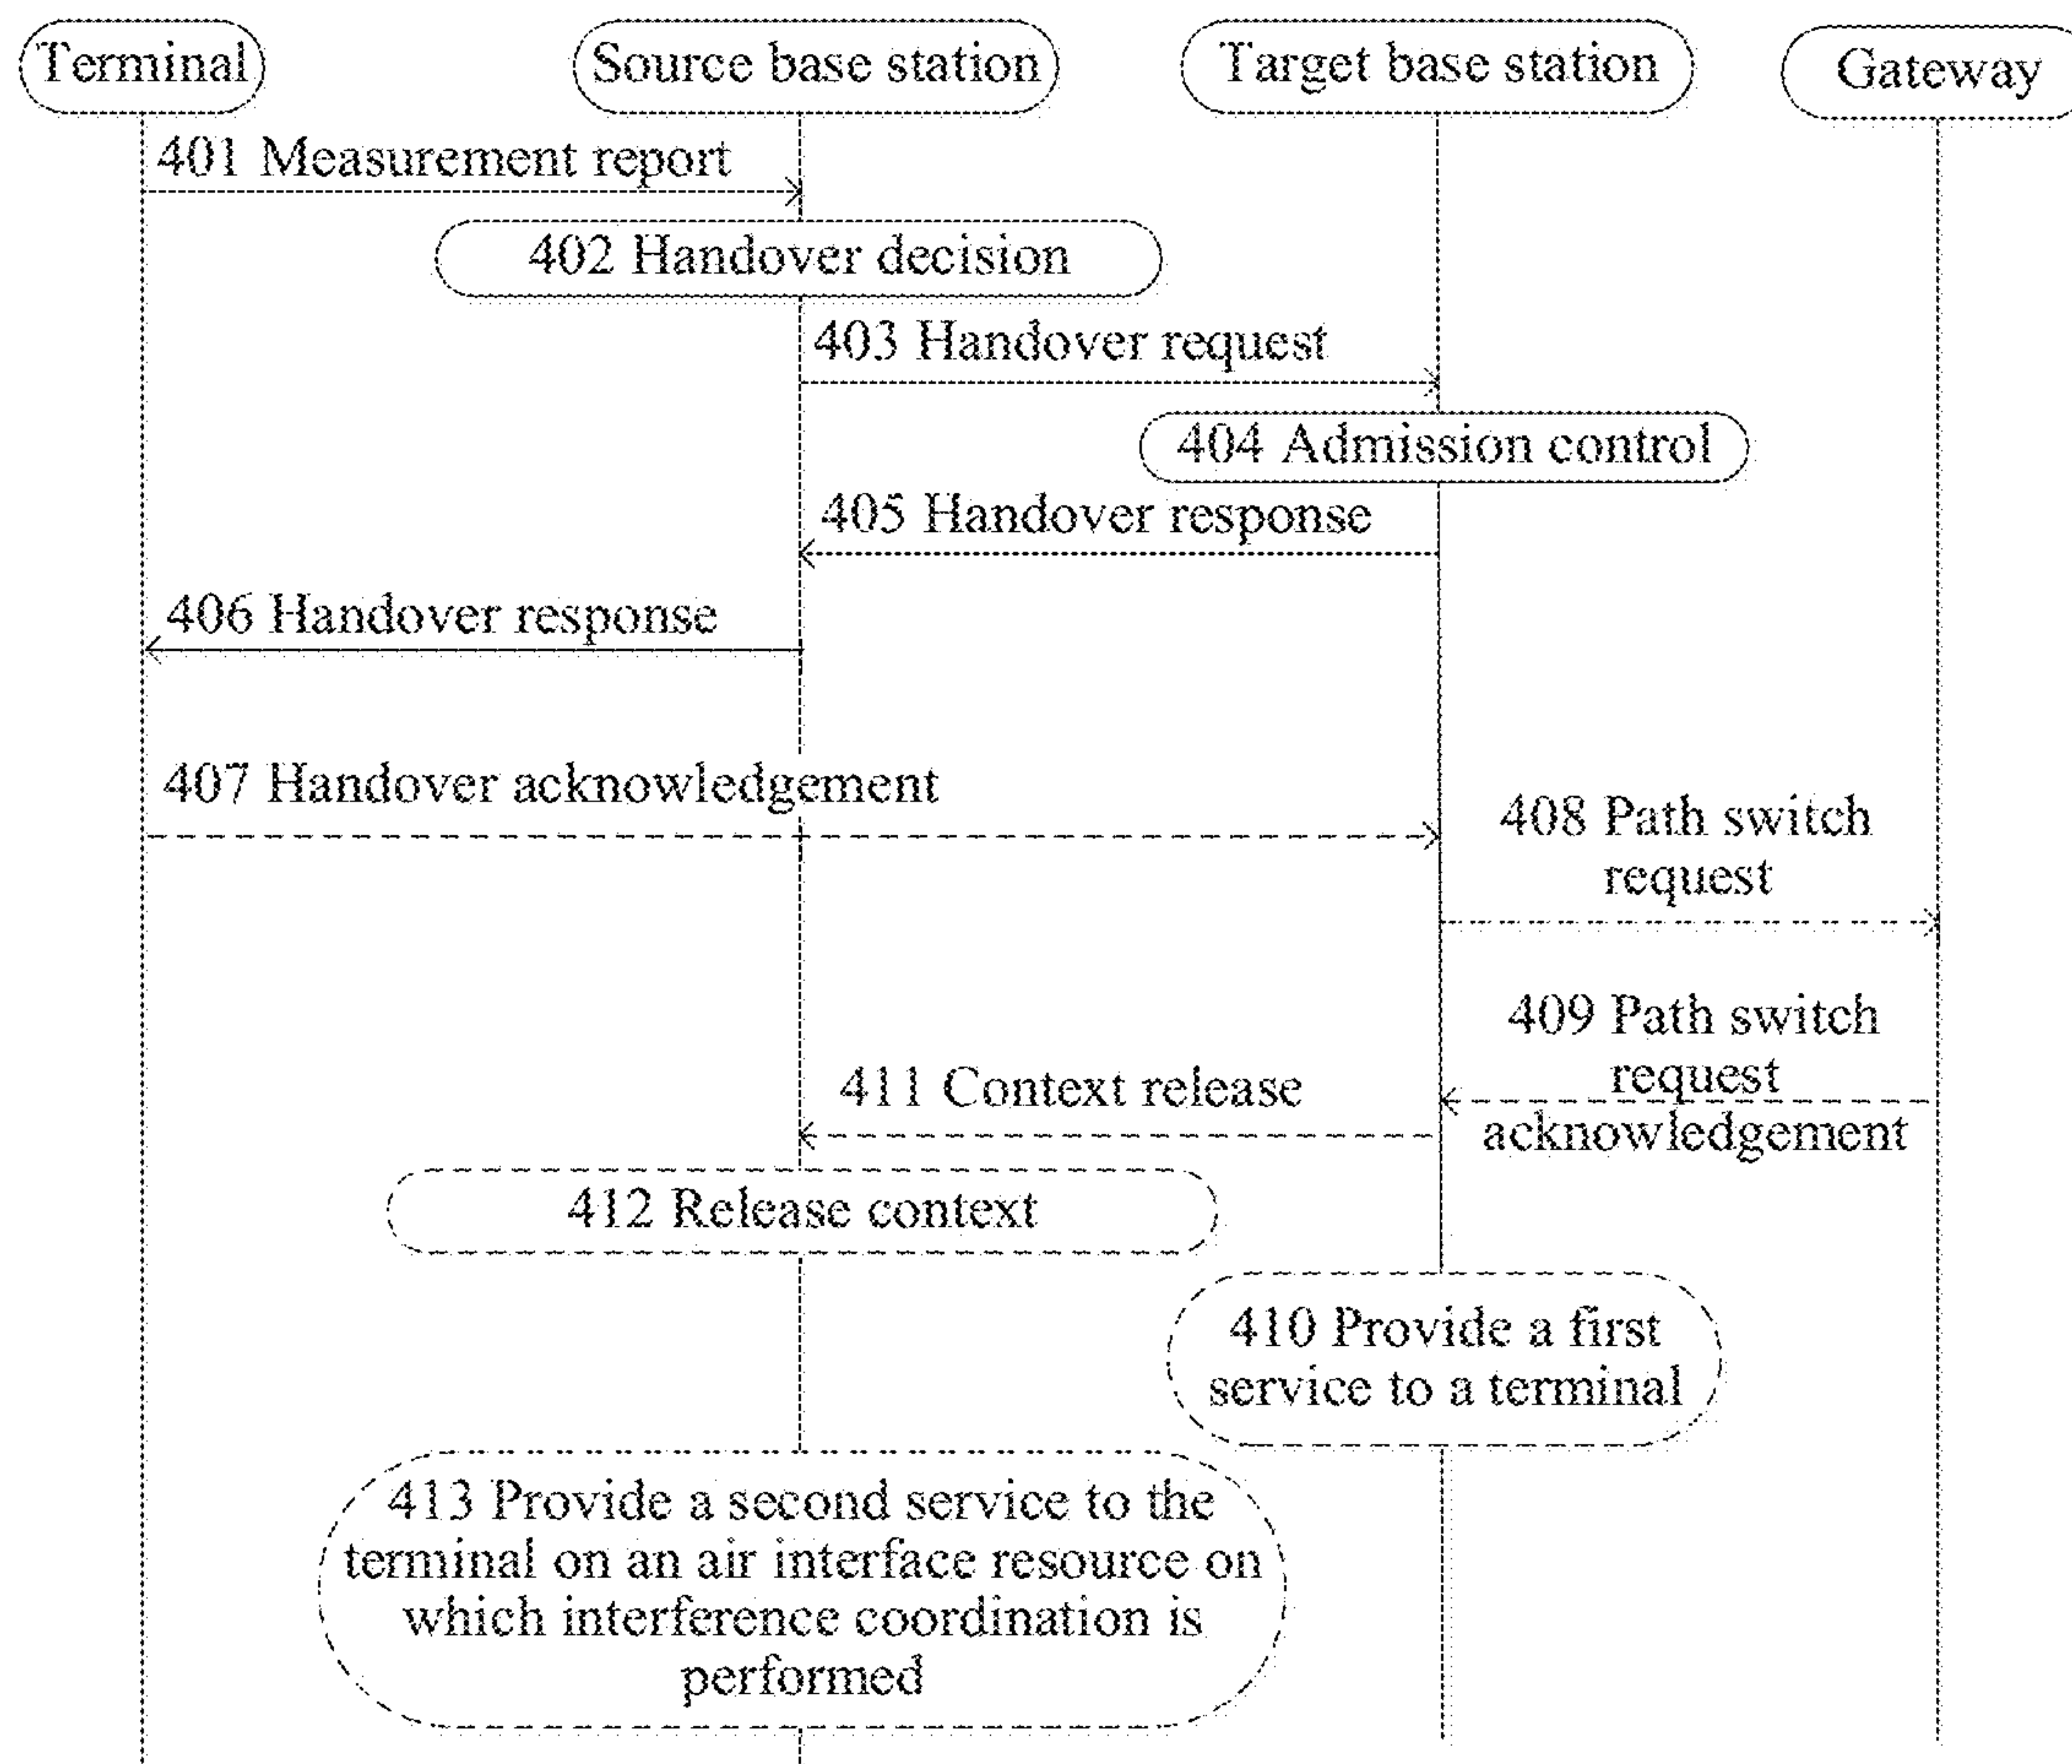 Terminal
Source base station
Target base station
Gateway
401 Measurement report
402 Handover decision
403 Handover request
404 Admission control
405 Handover response
406 Handover response
407 Handover acknowledgement
408 Path switch
request
409 Path switch
request
acknowledgement
411 Context release
412 Release context
410 Provide a first
service to a terminal
413 Provide a second service to the
terminal on an air interface resource on
which interference coordination is
performed